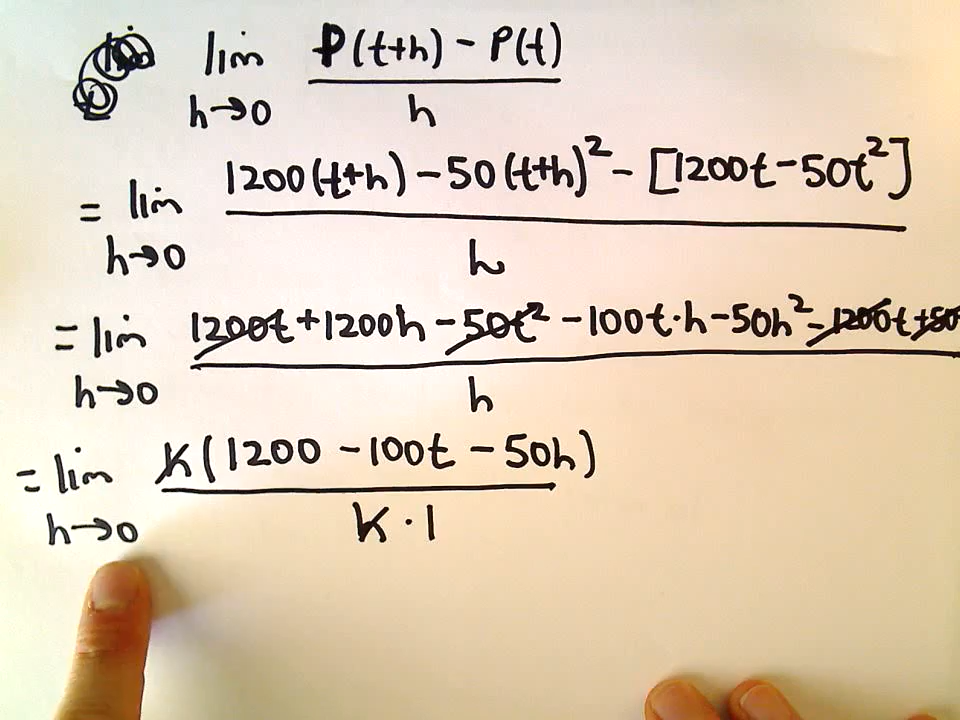 lim P(t+h) - P(t)
h→0 h
= lim 1200(t+h) - 50(t+h)² - [1200t - 50t²]
h→0 h
= lim 1200t + 1200h - 50t² - 100t·h - 50h² - 1200t + 50
h→0 h
= lim h(1200 - 100t - 50h)
h→0 h·1